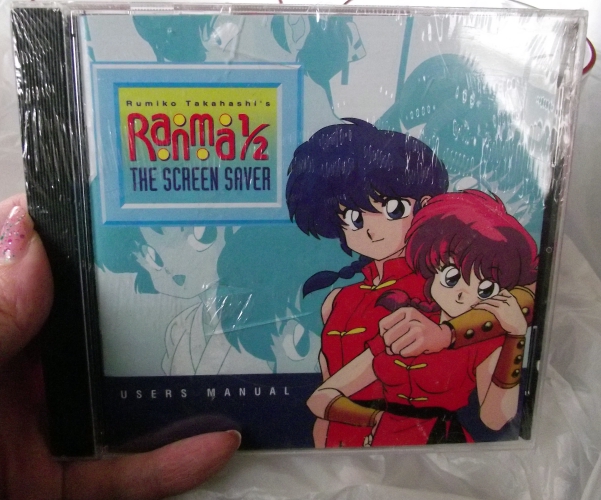 Rumiko Takahashi's
Ranma ½
THE SCREEN SAVER
USERS MANUAL